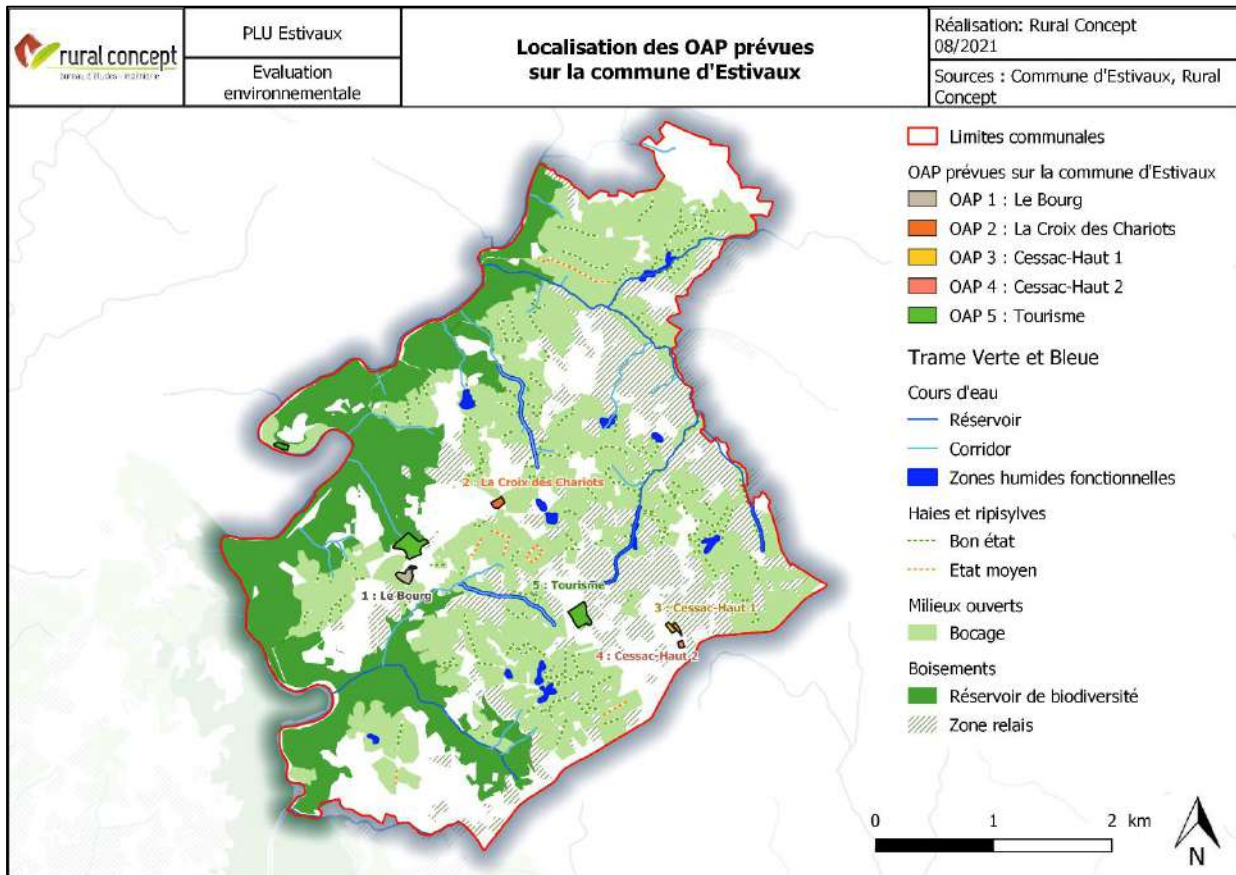 rural concept
bureau d'études - ingénierie
PLU Estivaux
Evaluation
environnementale
Localisation des OAP prévues
sur la commune d'Estivaux
Réalisation: Rural Concept
08/2021
Sources : Commune d'Estivaux, Rural
Concept
Limites communales
OAP prévues sur la commune d'Estivaux
OAP 1 : Le Bourg
OAP 2 : La Croix des Chariots
OAP 3 : Cessac-Haut 1
OAP 4 : Cessac-Haut 2
OAP 5 : Tourisme
Trame Verte et Bleue
Cours d'eau
Réservoir
Corridor
Zones humides fonctionnelles
Haies et ripisylves
Bon état
Etat moyen
Milieux ouverts
Bocage
Boisements
Réservoir de biodiversité
Zone relais
2 : La Croix des Chariots
1 : Le Bourg
5 : Tourisme
3 : Cessac-Haut 1
4 : Cessac-Haut 2
0 1 2 km
N